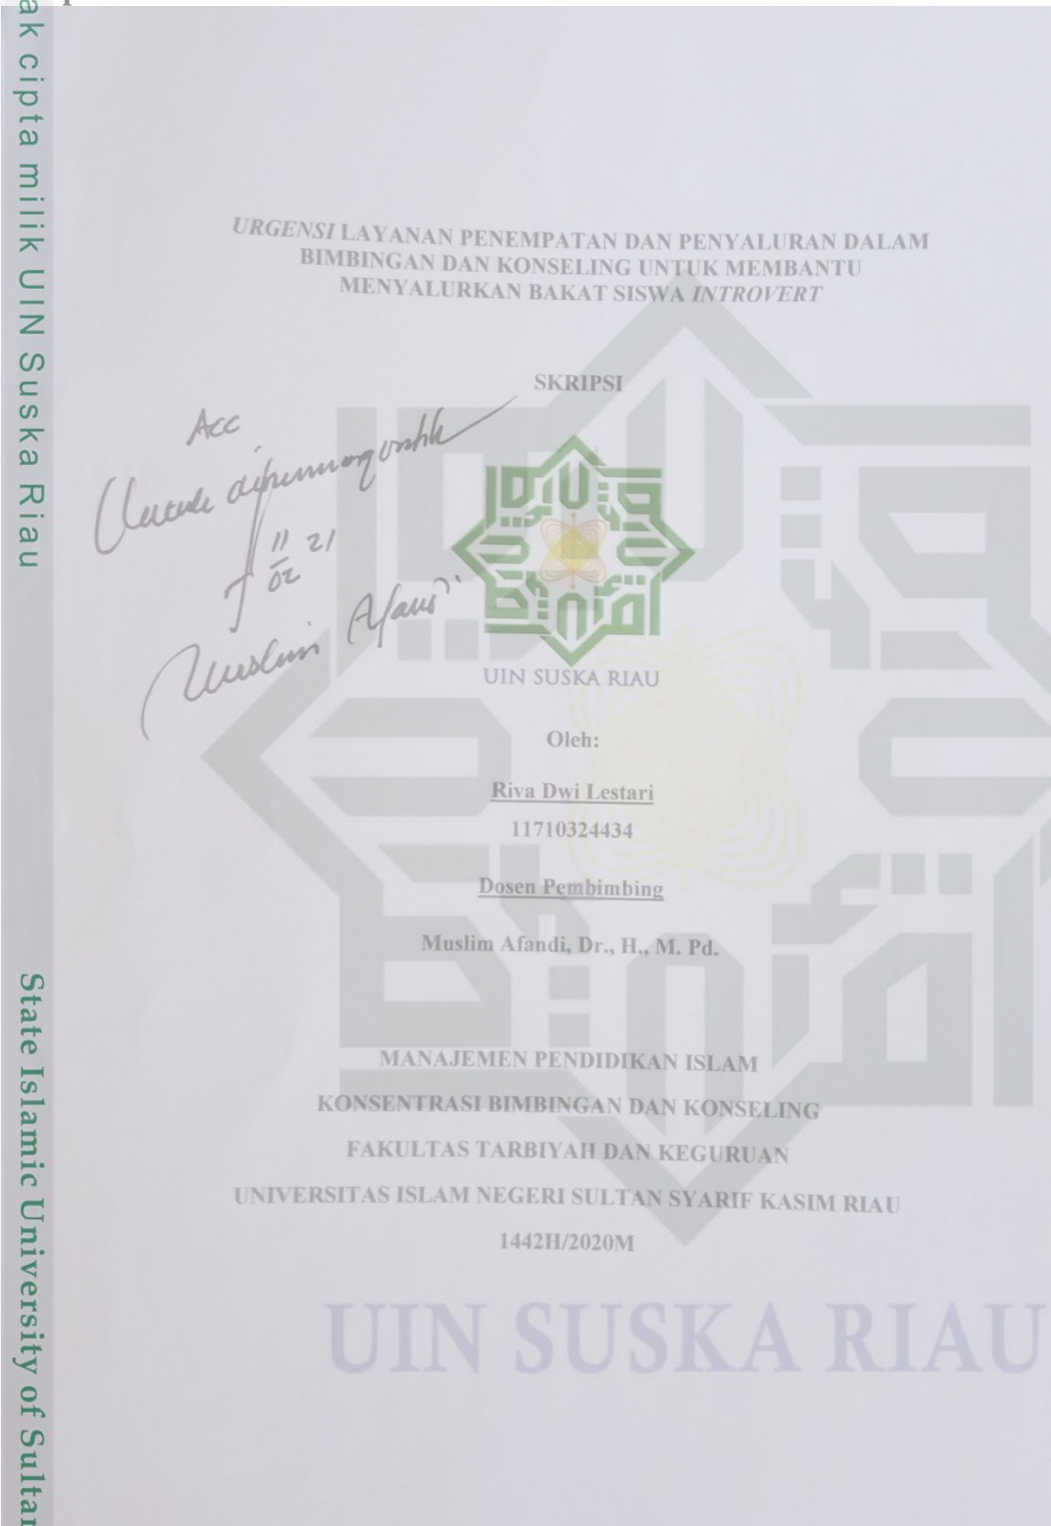 ak cipta milik UIN Suska Riau
State Islamic University of Sultan
URGENSI LAYANAN PENEMPATAN DAN PENYALURAN DALAM
BIMBINGAN DAN KONSELING UNTUK MEMBANTU
MENYALURKAN BAKAT SISWA INTROVERT
SKRIPSI
Acc
Untuk
11 21
02
Muslim Afandi
UIN SUSKA RIAU
Oleh:
Riva Dwi Lestari
11710324434
Dosen Pembimbing
Muslim Afandi, Dr., H., M. Pd.
MANAJEMEN PENDIDIKAN ISLAM
KONSENTRASI BIMBINGAN DAN KONSELING
FAKULTAS TARBIYAH DAN KEGURUAN
UNIVERSITAS ISLAM NEGERI SULTAN SYARIF KASIM RIAU
1442H/2020M
UIN SUSKA RIAU